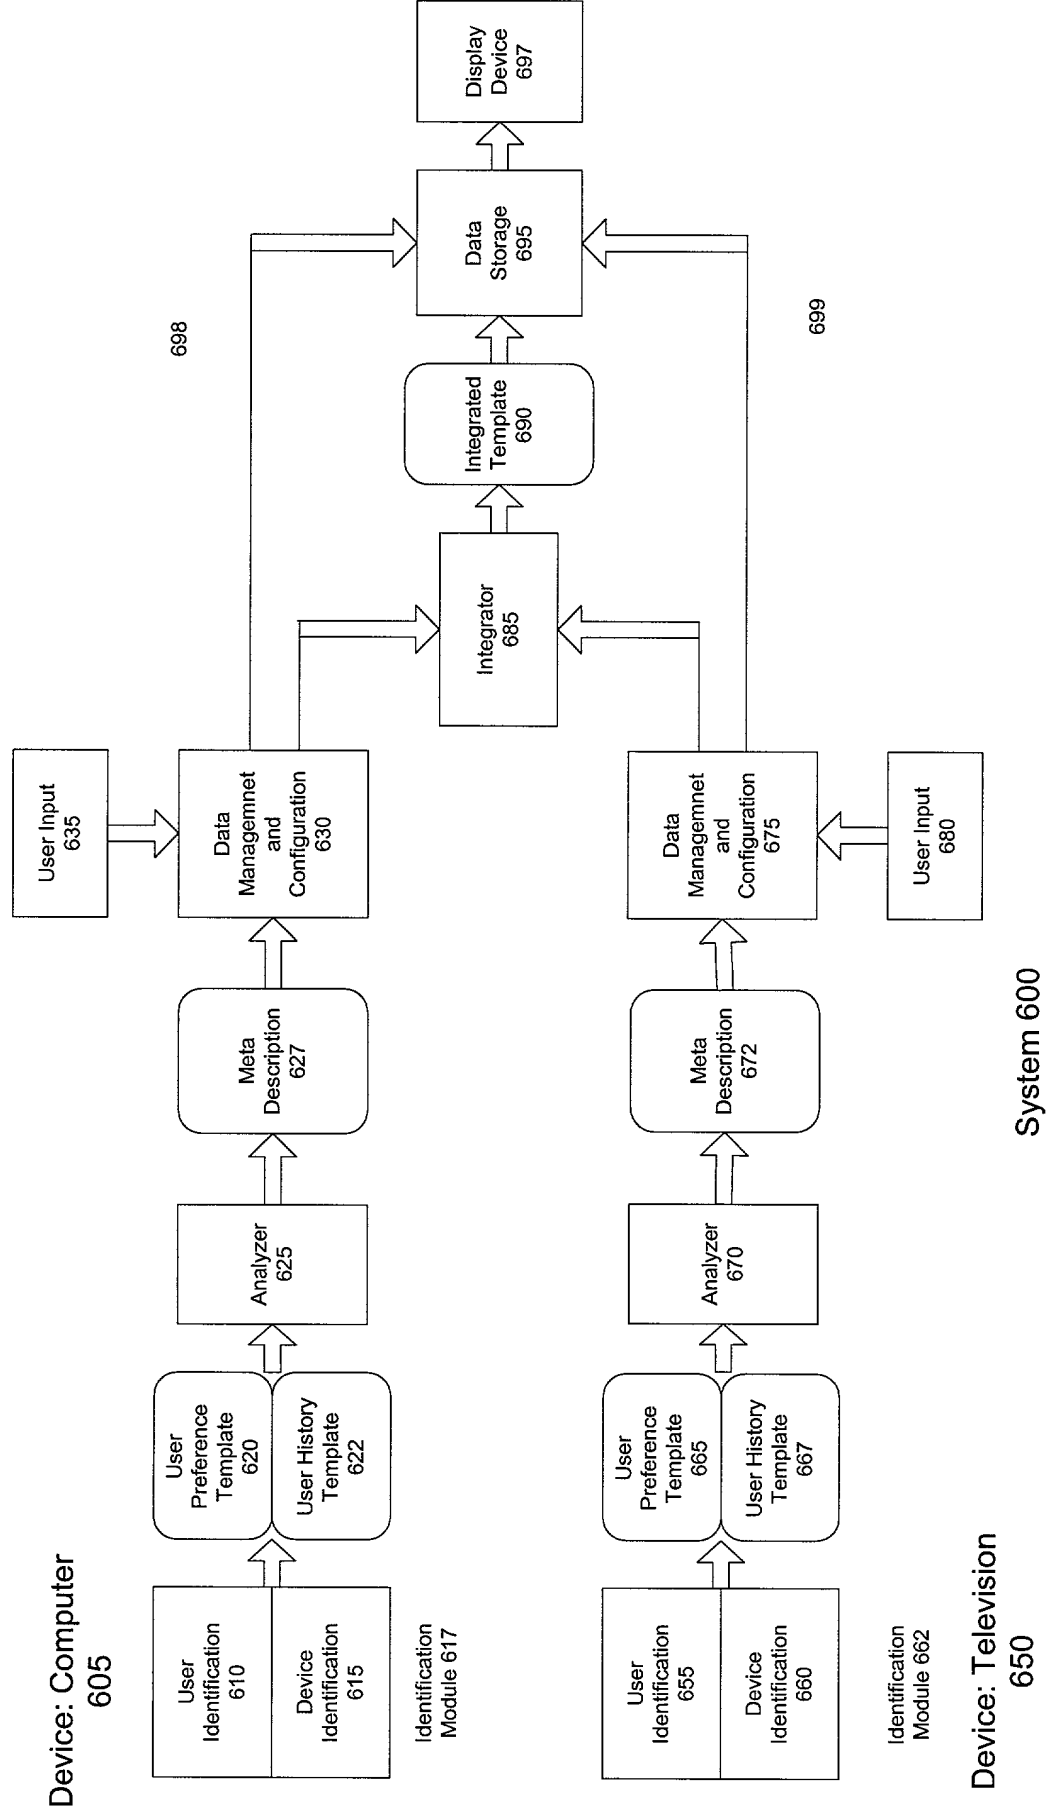 Device: Computer
605
User
Identification
610
Device
Identification
615
Identification
Module 617
User
Preference
Template
620
User History
Template
622
Analyzer
625
Meta
Description
627
Data
Managemnet
and
Configuration
630
User Input
635
698
Integrator
685
Integrated
Template
690
Data
Storage
695
Display
Device
697
699
User
Identification
655
Device
Identification
660
Identification
Module 662
User
Preference
Template
665
User History
Template
667
Analyzer
670
Meta
Description
672
Data
Managemnet
and
Configuration
675
User Input
680
Device: Television
650
System 600